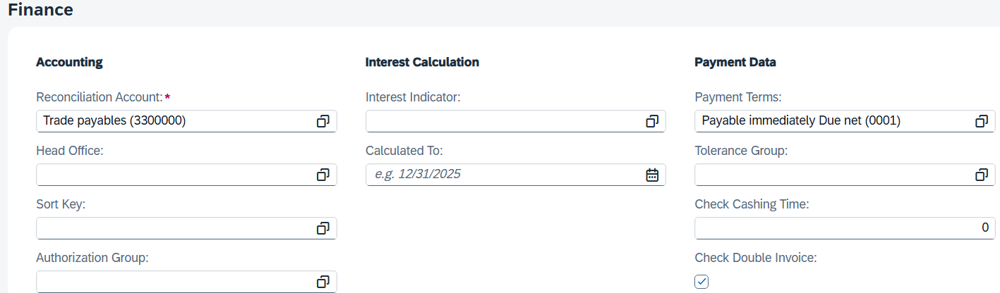 Finance
Accounting
Reconciliation Account:*
Trade payables (3300000)
Head Office:
Sort Key:
Authorization Group:
Interest Calculation
Interest Indicator:
Calculated To:
e.g. 12/31/2025
Payment Data
Payment Terms:
Payable immediately Due net (0001)
Tolerance Group:
Check Cashing Time:
0
Check Double Invoice: